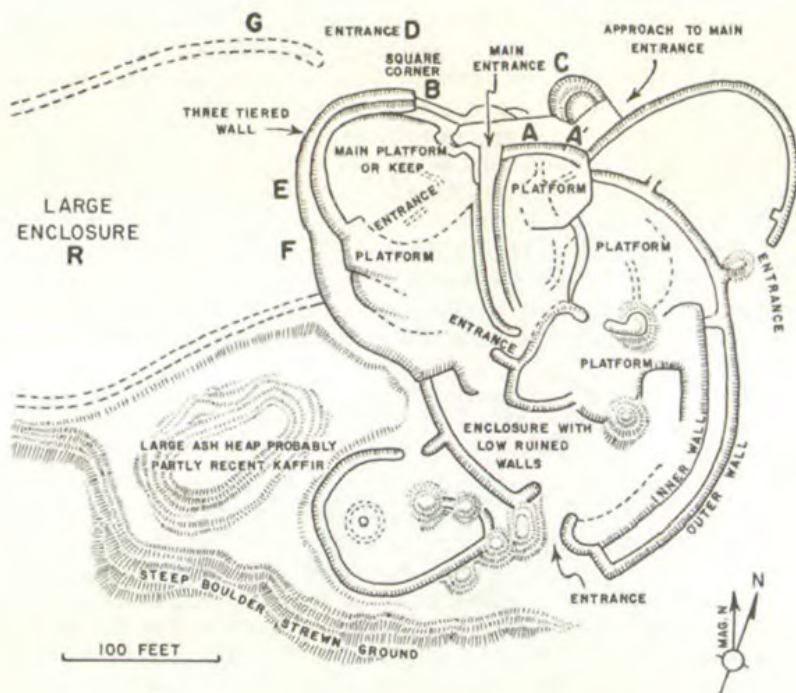 G
ENTRANCE D
SQUARE
CORNER
B
MAIN
ENTRANCE
C
APPROACH TO MAIN
ENTRANCE
THREE TIERED
WALL
A
A'
MAIN PLATFORM
OR KEEP
PLATFORM
E
ENTRANCE
LARGE
ENCLOSURE
R
F
PLATFORM
PLATFORM
ENTRANCE
ENTRANCE
PLATFORM
ENCLOSURE WITH
LOW RUINED
WALLS
LARGE ASH HEAP PROBABLY
PARTLY RECENT KAFFIR
INNER WALL
OUTER WALL
STEEP BOULDER STREWN GROUND
ENTRANCE
100 FEET
MAG. N
N